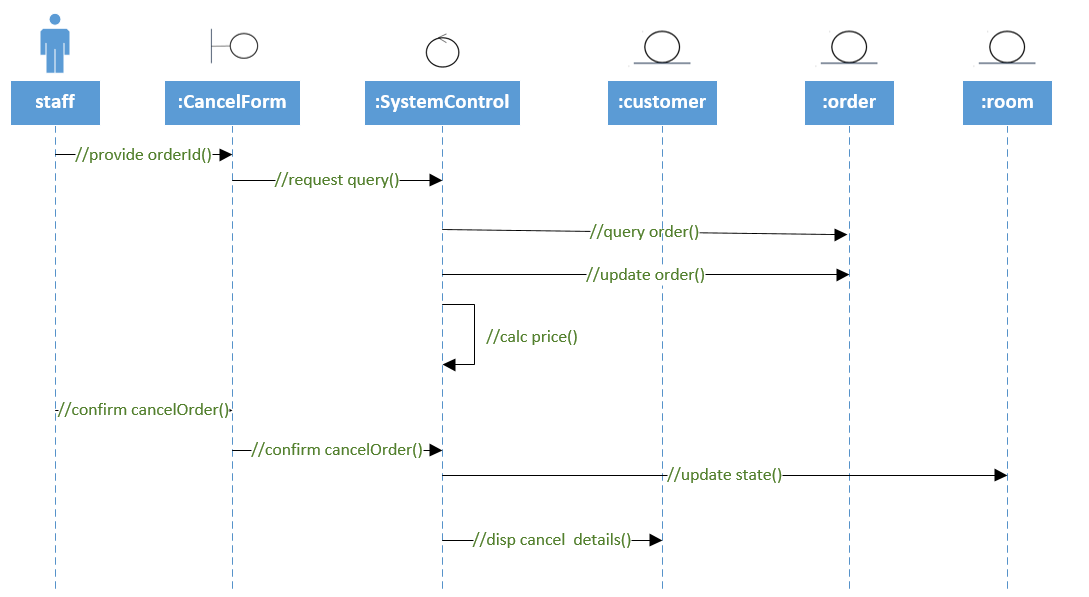 staff
:CancelForm
:SystemControl
:customer
:order
:room
//provide orderId()
//request query()
//query order()
//update order()
//calc price()
//confirm cancelOrder()
//confirm cancelOrder()
//update state()
//disp cancel  details()